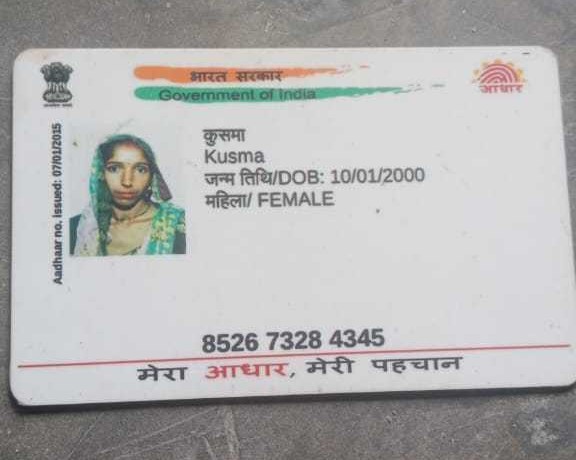 भारत सरकार
Government of India
आधार
Aadhaar no. issued: 07/01/2015
कुसमा
Kusma
जन्म तिथि/DOB: 10/01/2000
महिला/ FEMALE
8526 7328 4345
मेरा आधार, मेरी पहचान